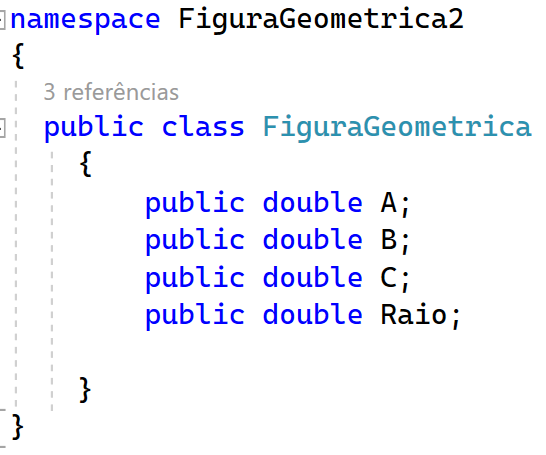 namespace FiguraGeometrica2
{
3 referências
public class FiguraGeometrica
{
public double A;
public double B;
public double C;
public double Raio;
}
}